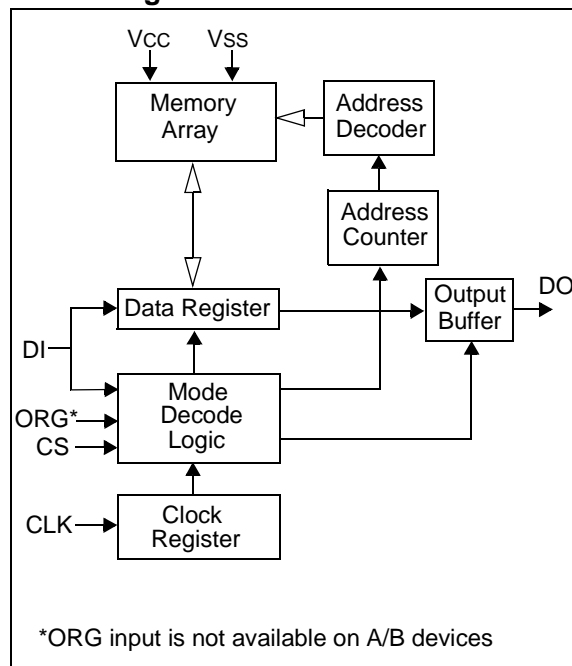 VCC
VSS
Memory
Array
Address
Decoder
Address
Counter
Data Register
Output
Buffer
DO
DI
Mode
Decode
Logic
ORG*
CS
CLK
Clock
Register
*ORG input is not available on A/B devices